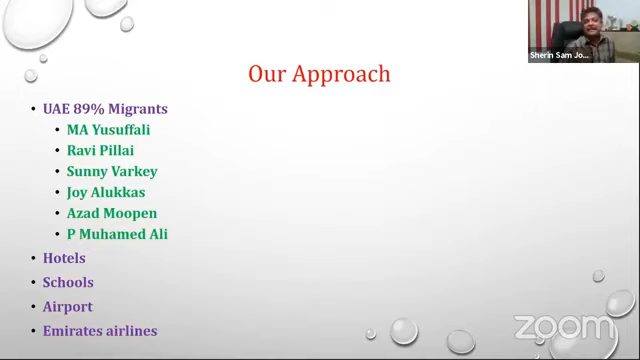 Sherin Sam Jo...
Our Approach
• UAE 89% Migrants
• MA Yusuffali
• Ravi Pillai
• Sunny Varkey
• Joy Alukkas
• Azad Moopen
• P Muhamed Ali
• Hotels
• Schools
• Airport
• Emirates airlines
zoom